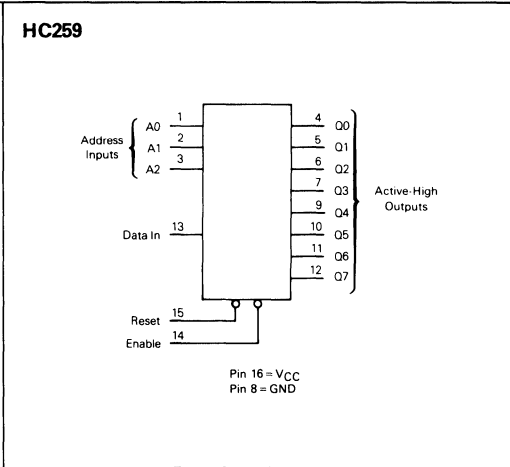 HC259
Address
Inputs
A0 1
A1 2
A2 3
Data In 13
Reset 15
Enable 14
4 Q0
5 Q1
6 Q2
7 Q3
9 Q4
10 Q5
11 Q6
12 Q7
Active-High
Outputs
Pin 16 = VCC
Pin 8 = GND